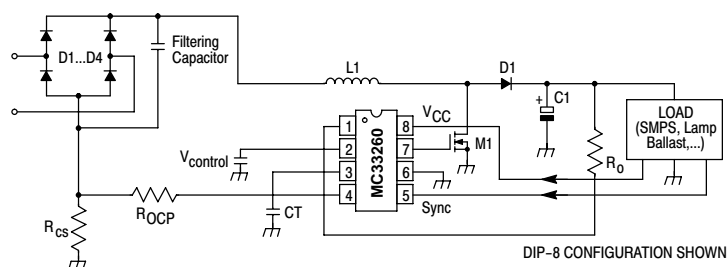 D1...D4
Filtering
Capacitor
L1
D1
+
C1
LOAD
(SMPS, Lamp
Ballast,...)
VCC
M1
Ro
Vcontrol
1
2
3
4
MC33260
8
7
6
5
Sync
CT
ROCP
RCS
DIP–8 CONFIGURATION SHOWN